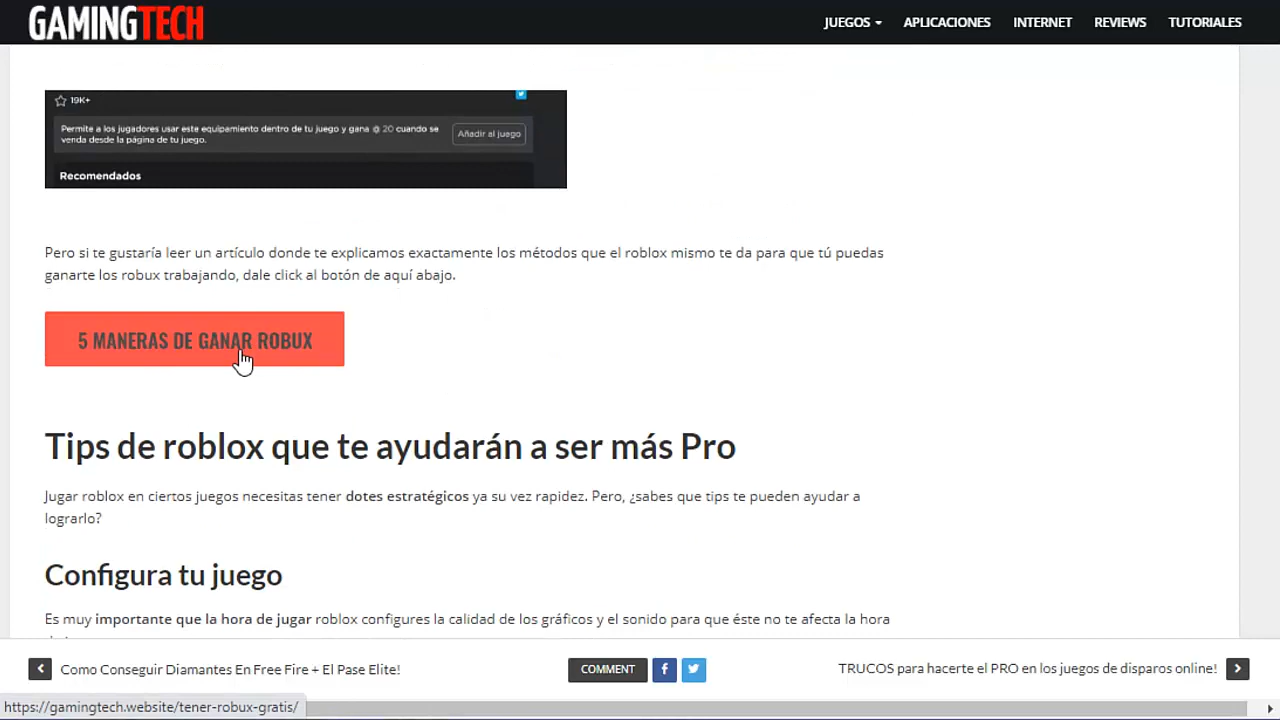 GAMINGTECH
JUEGOS APLICACIONES INTERNET REVIEWS TUTORIALES
19K+
Permite a los jugadores usar este equipamiento dentro de tu juego y gana 20 cuando se
venda desde la página de tu juego.
Añadir al juego
Recomendados
Pero si te gustaría leer un artículo donde te explicamos exactamente los métodos que el roblox mismo te da para que tú puedas
ganarte los robux trabajando, dale click al botón de aquí abajo.
5 MANERAS DE GANAR ROBUX
Tips de roblox que te ayudarán a ser más Pro
Jugar roblox en ciertos juegos necesitas tener dotes estratégicos ya su vez rapidez. Pero, ¿sabes que tips te pueden ayudar a
lograrlo?
Configura tu juego
Es muy importante que la hora de jugar roblox configures la calidad de los gráficos y el sonido para que éste no te afecta la hora
Como Conseguir Diamantes En Free Fire + El Pase Elite!
COMMENT
TRUCOS para hacerte el PRO en los juegos de disparos online!
https://gamingtech.website/tener-robux-gratis/